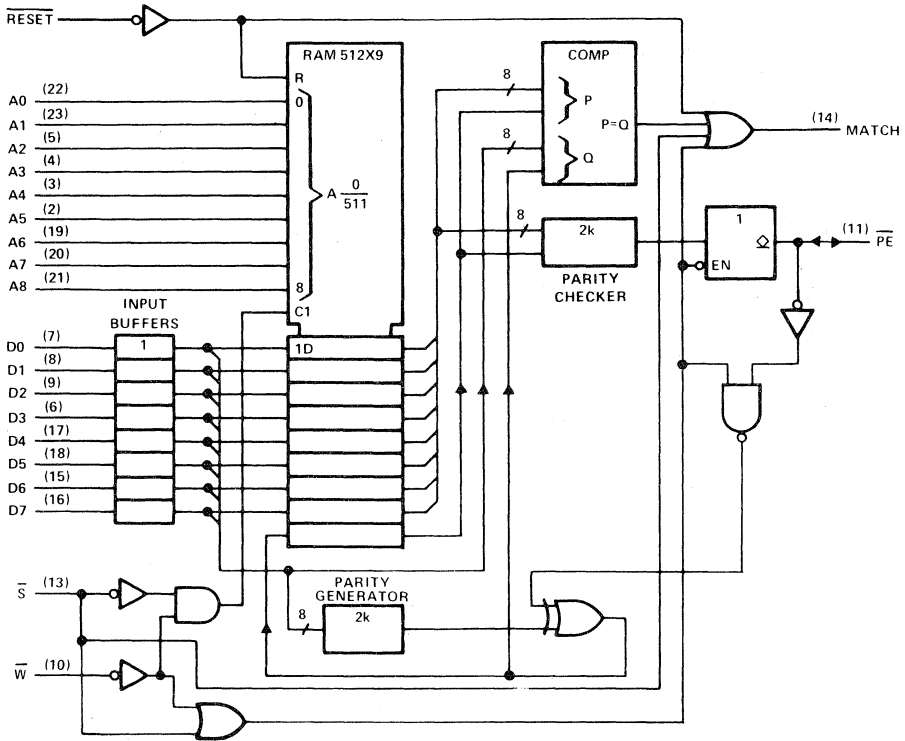 RESET
RAM 512X9
COMP
R
0
A 0/511
8
C1
8
P
P=Q
8
Q
(14)
MATCH
A0 (22)
A1 (23)
A2 (5)
A3 (4)
A4 (3)
A5 (2)
A6 (19)
A7 (20)
A8 (21)
8
2k
PARITY
CHECKER
1
EN
(11)
PE
INPUT
BUFFERS
1
1D
D0 (7)
D1 (8)
D2 (9)
D3 (6)
D4 (17)
D5 (18)
D6 (15)
D7 (16)
S (13)
PARITY
GENERATOR
8
2k
W (10)